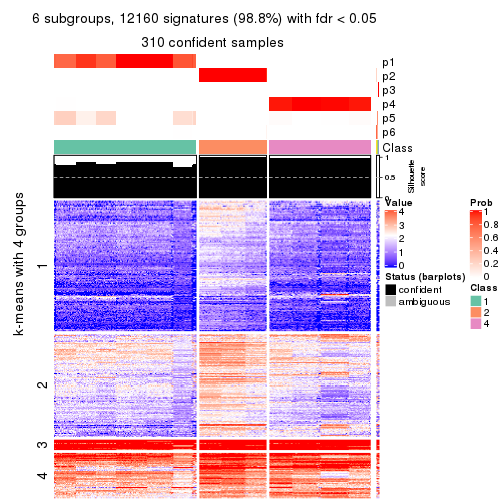 6 subgroups, 12160 signatures (98.8%) with fdr < 0.05
310 confident samples
p1
p2
p3
p4
p5
p6
Class
1
0.5
0
Silhouette
score
k-means with 4 groups
1
2
3
4
Value
4
3
2
1
0
Status (barplots)
confident
ambiguous
Prob
1
0.8
0.6
0.4
0.2
0
Class
1
2
4